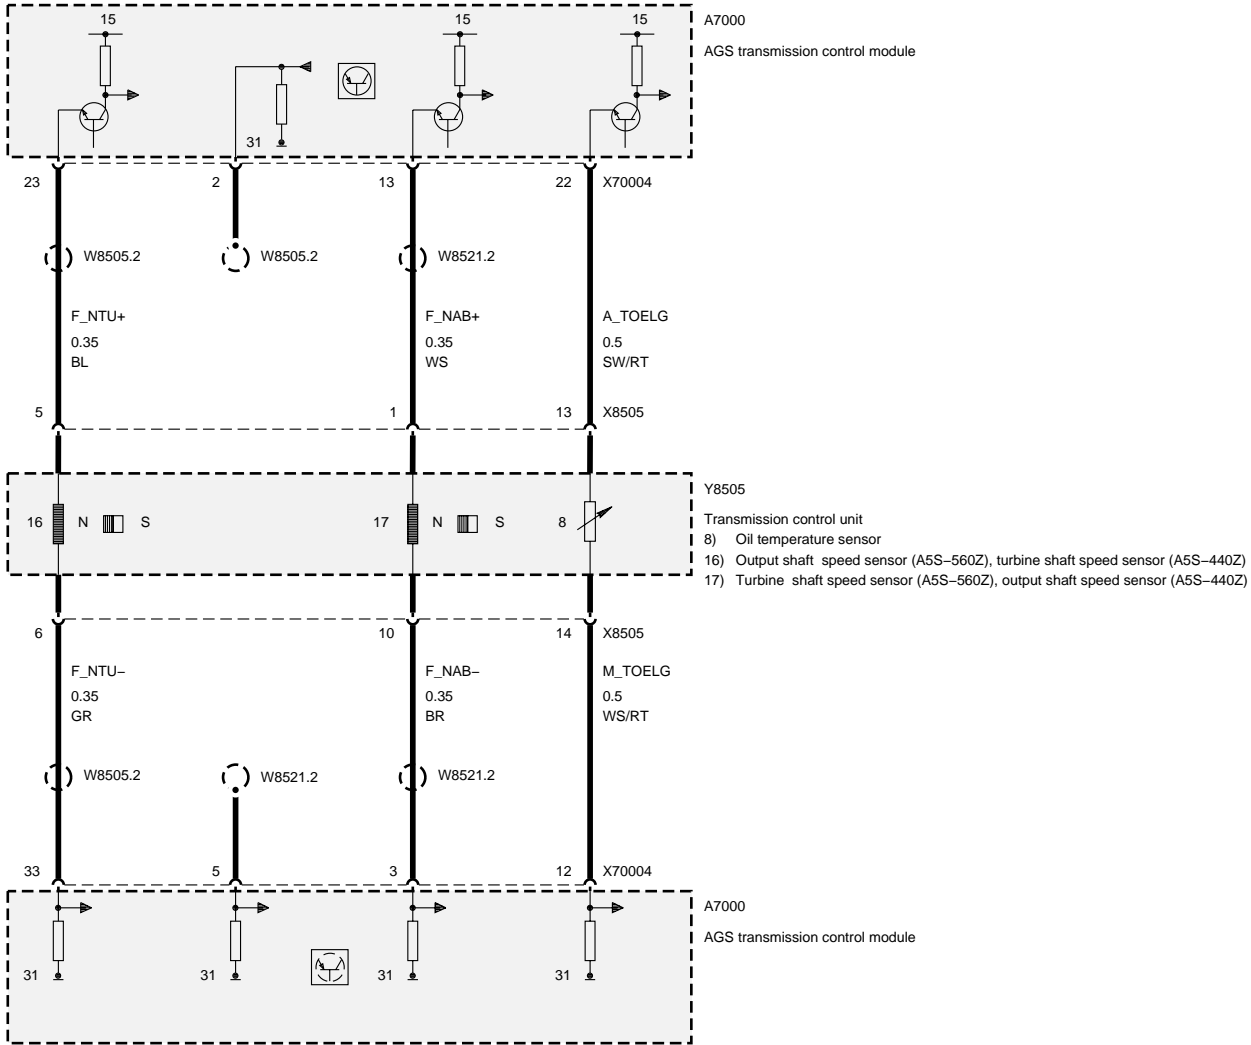 15 15 15 A7000
AGS transmission control module
31
23 2 13 22 X70004
W8505.2 W8505.2 W8521.2
F_NTU+ F_NAB+ A_TOELG
0.35 0.35 0.5
BL WS SW/RT
5 1 13 X8505
Y8505
16 N S 17 N S 8 Transmission control unit
8) Oil temperature sensor
16) Output shaft speed sensor (A5S−560Z), turbine shaft speed sensor (A5S−440Z)
17) Turbine shaft speed sensor (A5S−560Z), output shaft speed sensor (A5S−440Z)
6 10 14 X8505
F_NTU− F_NAB− M_TOELG
0.35 0.35 0.5
GR BR WS/RT
W8505.2 W8521.2 W8521.2
33 5 3 12 X70004
A7000
AGS transmission control module
31 31 31 31